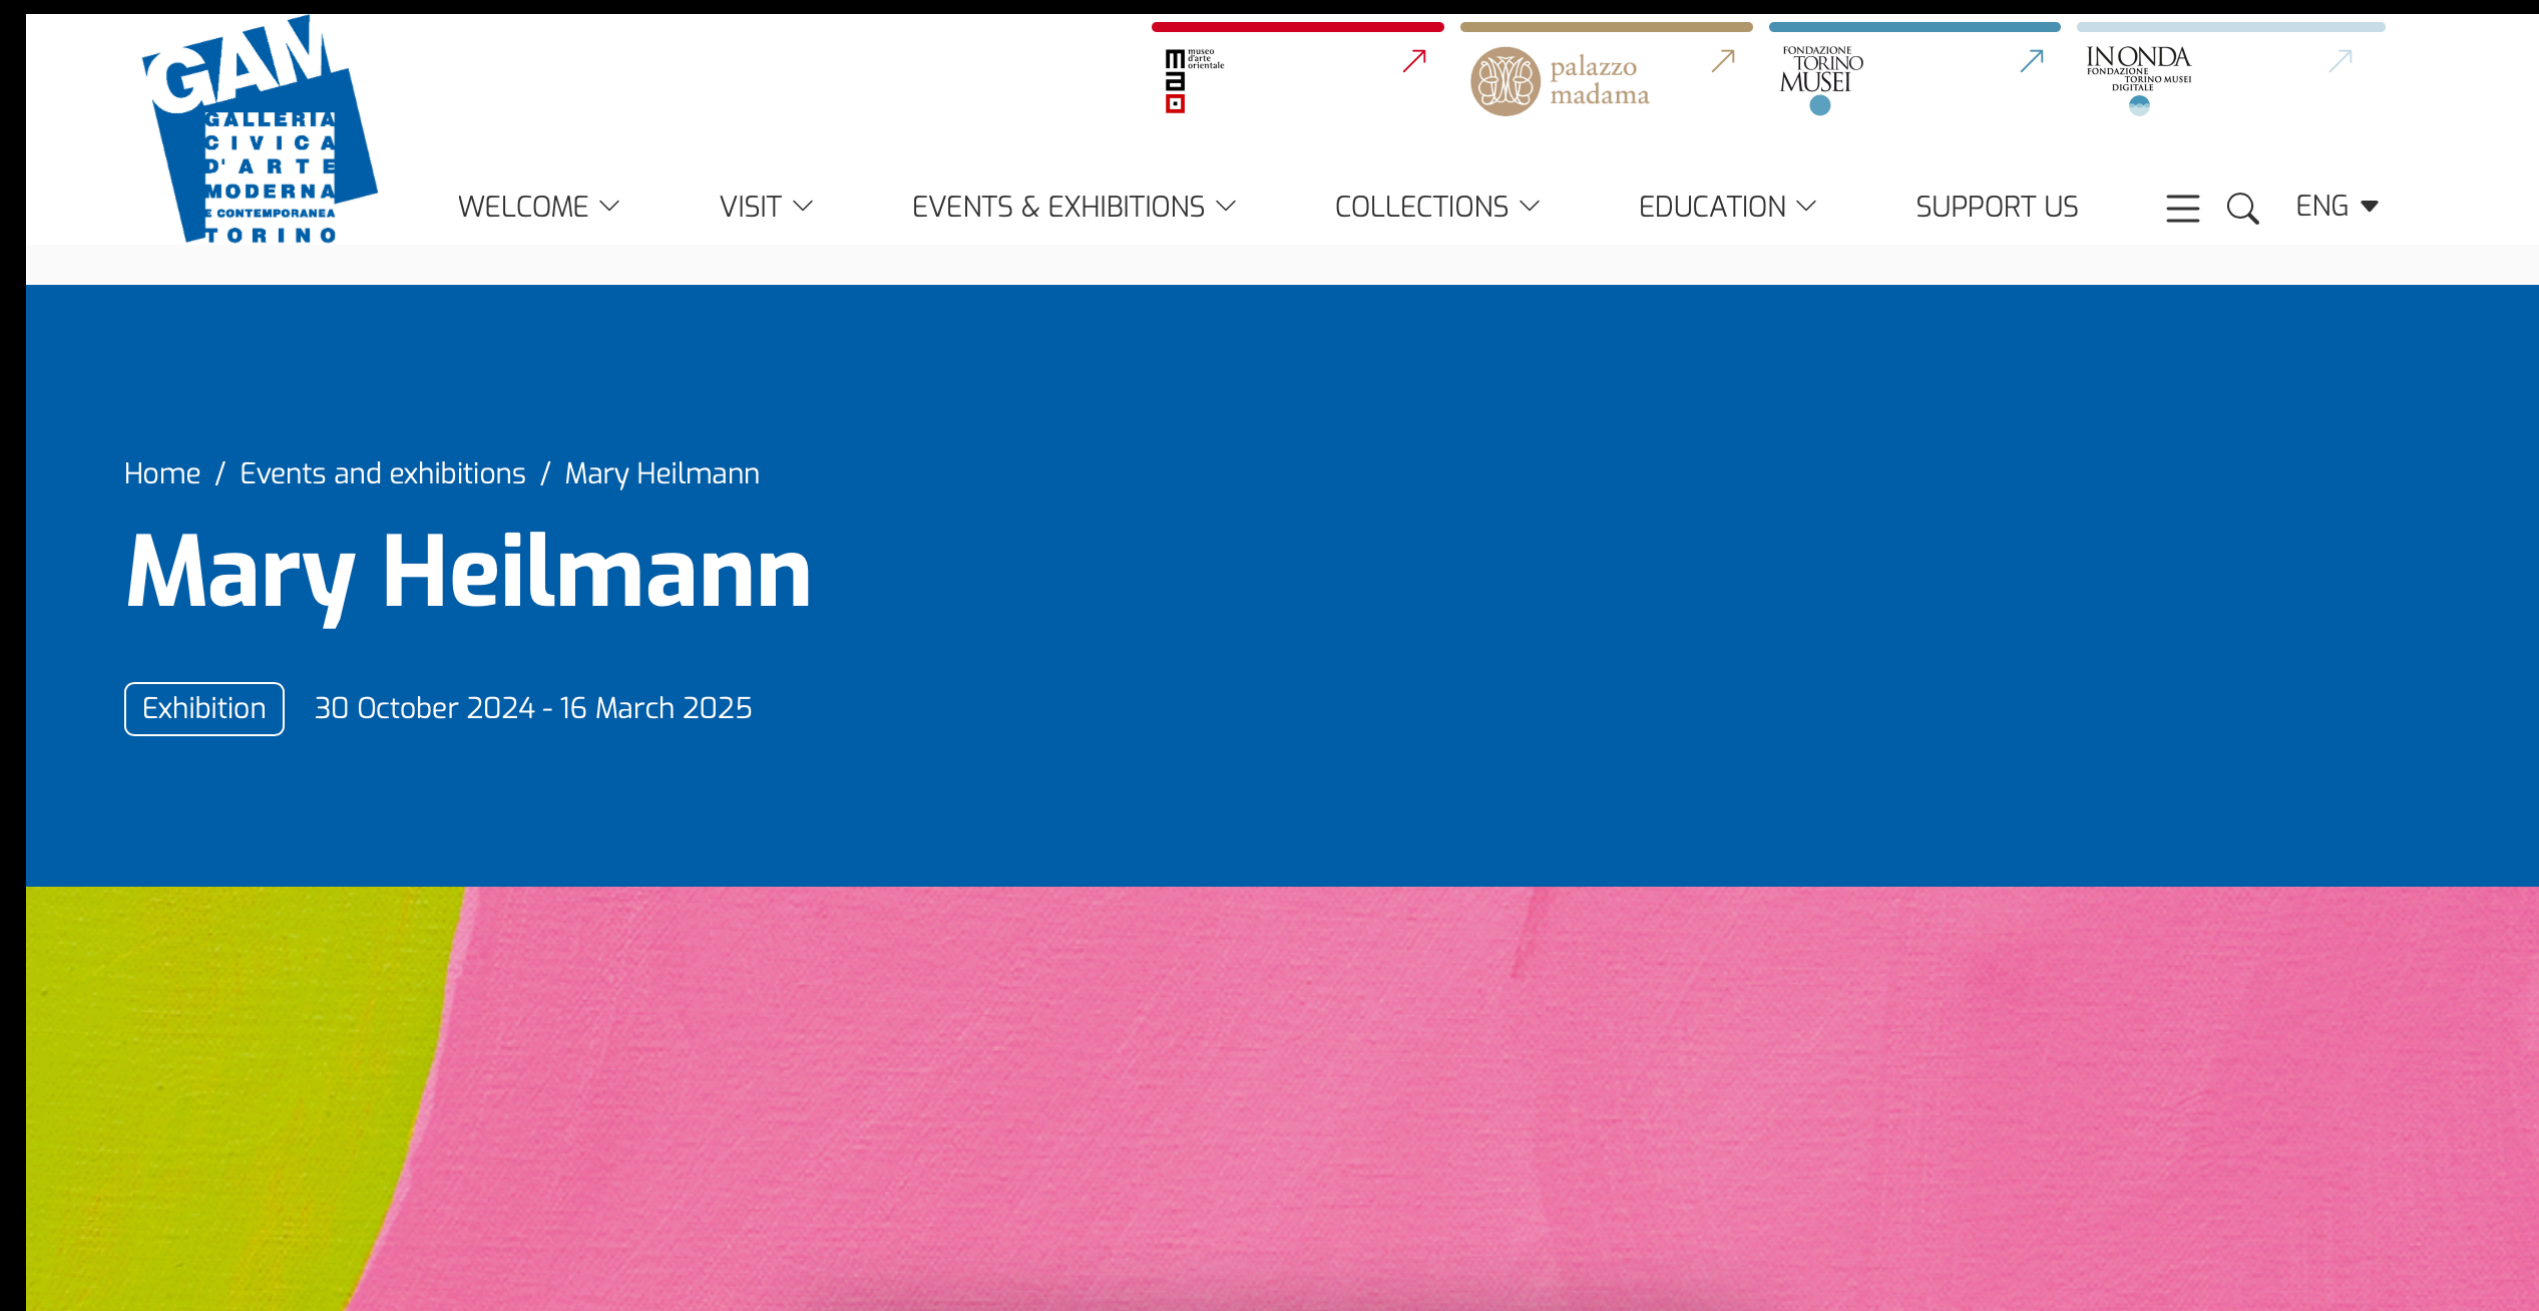 GAM
GALLERIA
CIVICA
D'ARTE
MODERNA
E CONTEMPORANEA
TORINO
mao
museo
d'arte
orientale
palazzo
madama
FONDAZIONE
TORINO
MUSEI
IN ONDA
FONDAZIONE
TORINO MUSEI
DIGITALE
WELCOME
VISIT
EVENTS & EXHIBITIONS
COLLECTIONS
EDUCATION
SUPPORT US
ENG
Home / Events and exhibitions / Mary Heilmann
Mary Heilmann
Exhibition 30 October 2024 - 16 March 2025